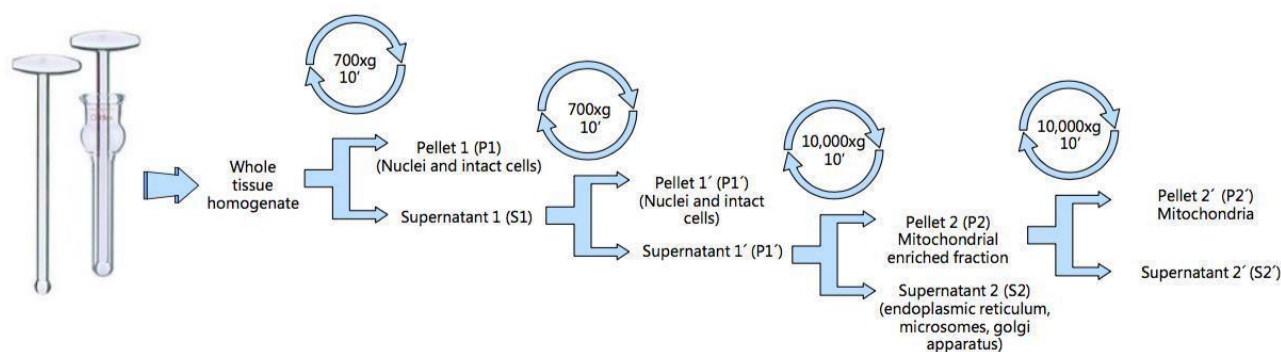 700xg
10′
700xg
10′
10,000xg
10′
10,000xg
10′
Whole
tissue
homogenate
Pellet 1 (P1)
(Nuclei and intact cells)
Supernatant 1 (S1)
Pellet 1′ (P1′)
(Nuclei and intact
cells)
Supernatant 1′ (P1′)
Pellet 2 (P2)
Mitochondrial
enriched fraction
Supernatant 2 (S2)
(endoplasmic reticulum,
microsomes, golgi
apparatus)
Pellet 2′ (P2′)
Mitochondria
Supernatant 2′ (S2′)